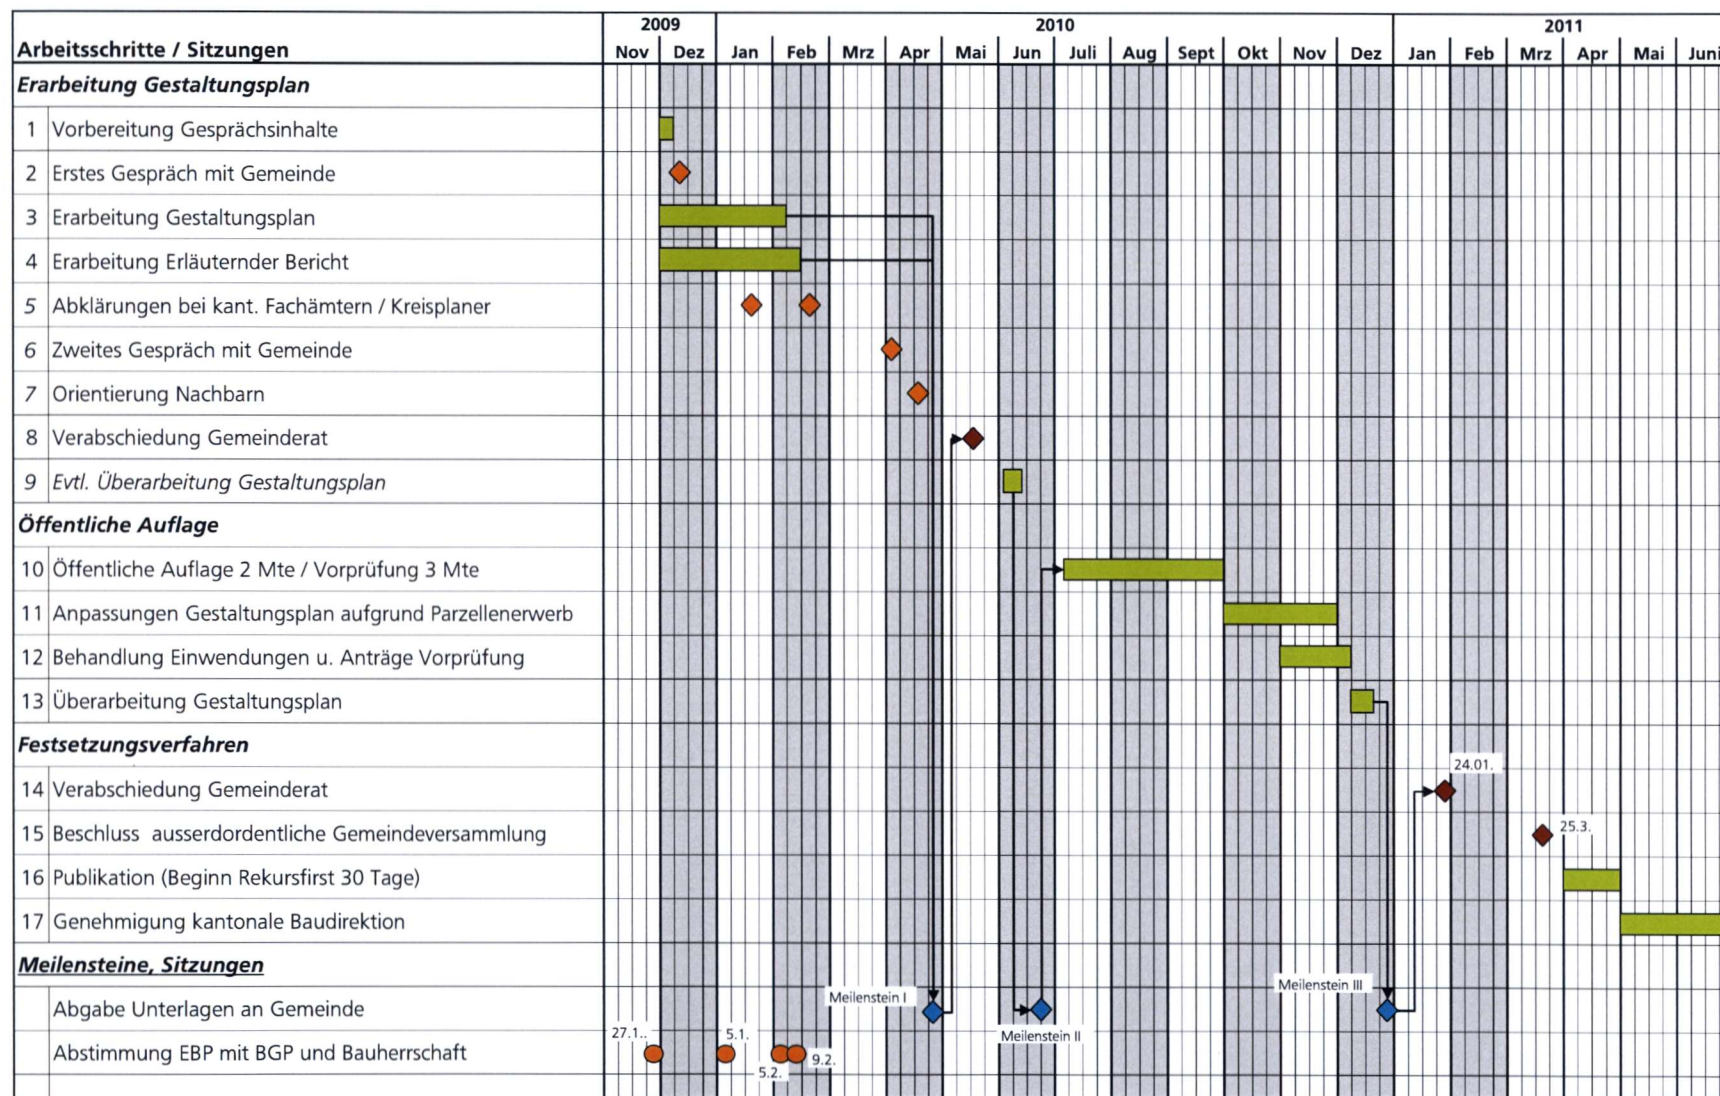 2009 2010 2011
Arbeitsschritte / Sitzungen Nov Dez Jan Feb Mrz Apr Mai Jun Juli Aug Sept Okt Nov Dez Jan Feb Mrz Apr Mai Juni
Erarbeitung Gestaltungsplan
1 Vorbereitung Gesprächsinhalte
2 Erstes Gespräch mit Gemeinde
3 Erarbeitung Gestaltungsplan
4 Erarbeitung Erläuternder Bericht
5 Abklärungen bei kant. Fachämtern / Kreisplaner
6 Zweites Gespräch mit Gemeinde
7 Orientierung Nachbarn
8 Verabschiedung Gemeinderat
9 Evtl. Überarbeitung Gestaltungsplan
Öffentliche Auflage
10 Öffentliche Auflage 2 Mte / Vorprüfung 3 Mte
11 Anpassungen Gestaltungsplan aufgrund Parzellenerwerb
12 Behandlung Einwendungen u. Anträge Vorprüfung
13 Überarbeitung Gestaltungsplan
Festsetzungsverfahren
24.01.
14 Verabschiedung Gemeinderat
15 Beschluss ausserdordentliche Gemeindeversammlung 25.3.
16 Publikation (Beginn Rekursfirst 30 Tage)
17 Genehmigung kantonale Baudirektion
Meilensteine, Sitzungen
Meilenstein III
Meilenstein I
Abgabe Unterlagen an Gemeinde
Meilenstein II
27.1.. 5.1.
Abstimmung EBP mit BGP und Bauherrschaft 9.2.
5.2.